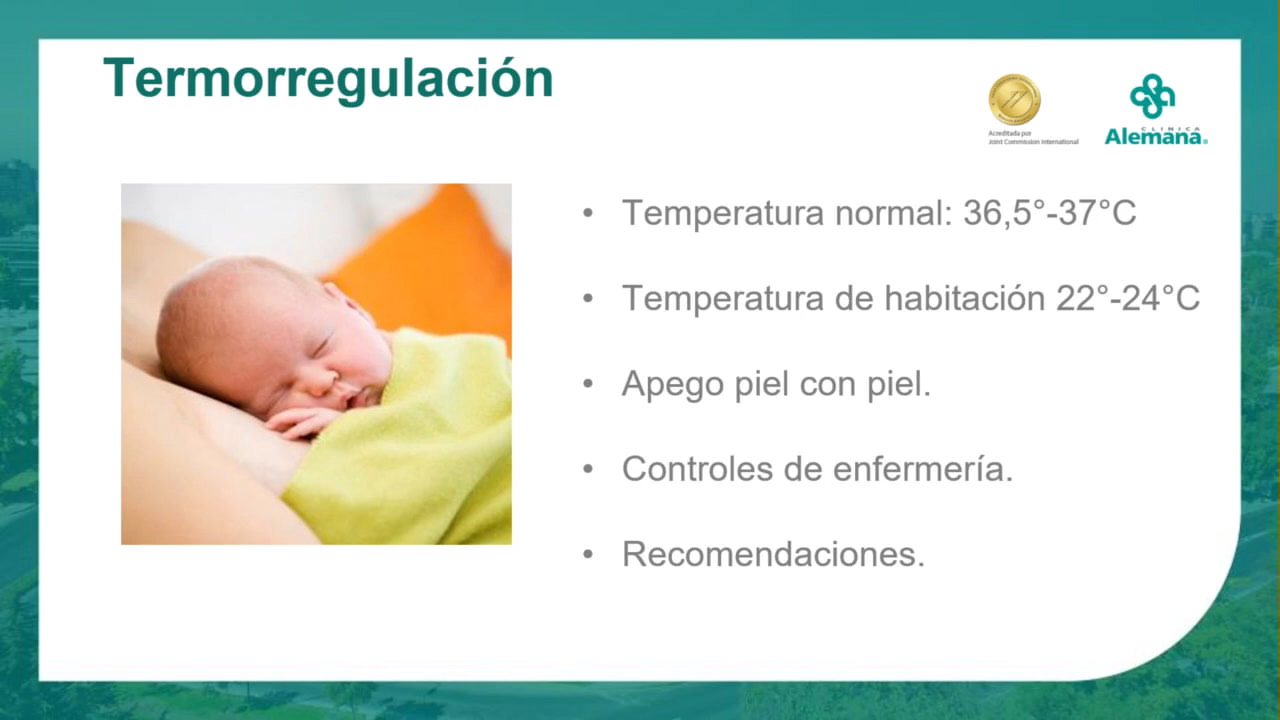 Termorregulación
Acreditada por
Joint Commission International
CLINICA
Alemana
• Temperatura normal: 36,5°-37°C
• Temperatura de habitación 22°-24°C
• Apego piel con piel.
• Controles de enfermería.
• Recomendaciones.